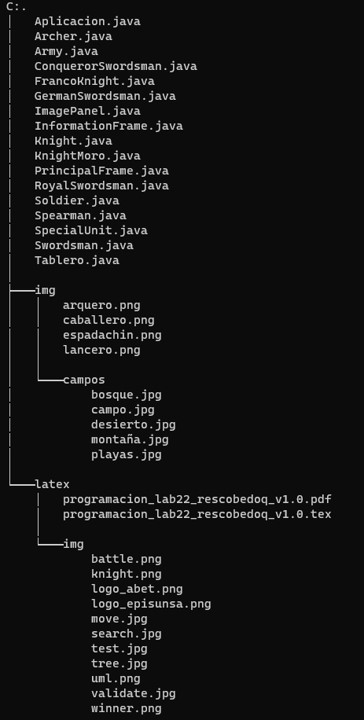 C:.
│   Aplicacion.java
│   Archer.java
│   Army.java
│   ConquerorSwordsman.java
│   FrancoKnight.java
│   GermanSwordsman.java
│   ImagePanel.java
│   InformationFrame.java
│   Knight.java
│   KnightMoro.java
│   PrincipalFrame.java
│   RoyalSwordsman.java
│   Soldier.java
│   Spearman.java
│   SpecialUnit.java
│   Swordsman.java
│   Tablero.java
│
├───img
│   │   arquero.png
│   │   caballero.png
│   │   espadachin.png
│   │   lancero.png
│   │
│   └───campos
│           bosque.jpg
│           campo.jpg
│           desierto.jpg
│           montaña.jpg
│           playas.jpg
│
└───latex
    │   programacion_lab22_rescobedoq_v1.0.pdf
    │   programacion_lab22_rescobedoq_v1.0.tex
    │
    └───img
            battle.png
            knight.png
            logo_abet.png
            logo_episunsa.png
            move.jpg
            search.jpg
            test.jpg
            tree.jpg
            uml.png
            validate.jpg
            winner.png